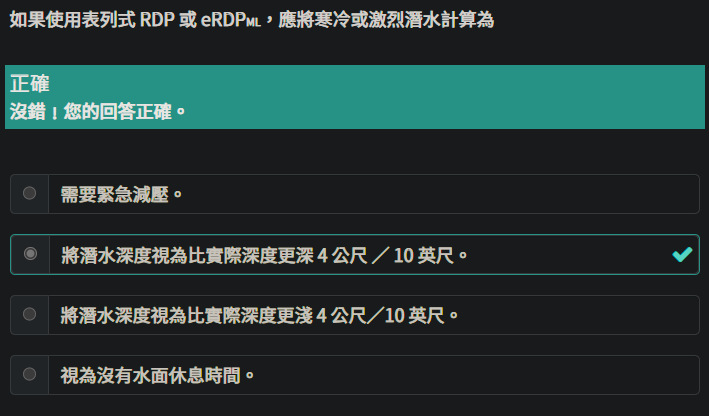 如果使用表列式 RDP 或 eRDPML，應將寒冷或激烈潛水計算為
正確
沒錯！您的回答正確。
需要緊急減壓。
將潛水深度視為比實際深度更深 4 公尺 ／ 10 英尺。
將潛水深度視為比實際深度更淺 4 公尺／10 英尺。
視為沒有水面休息時間。